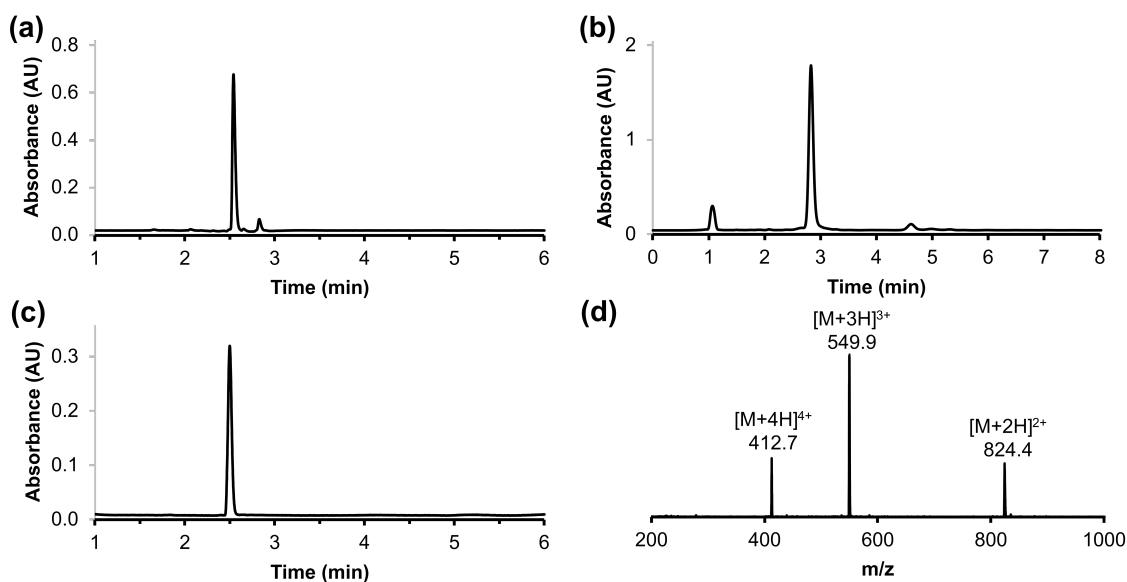 (a)
0.8
0.6
0.4
0.2
0.0
Absorbance (AU)
1 2 3 4 5 6
Time (min)
(b)
2
1
0
Absorbance (AU)
0 1 2 3 4 5 6 7 8
Time (min)
(c)
0.3
0.2
0.1
0.0
Absorbance (AU)
1 2 3 4 5 6
Time (min)
(d)
[M+3H]3+
549.9
[M+4H]4+
412.7
[M+2H]2+
824.4
200 400 600 800 1000
m/z